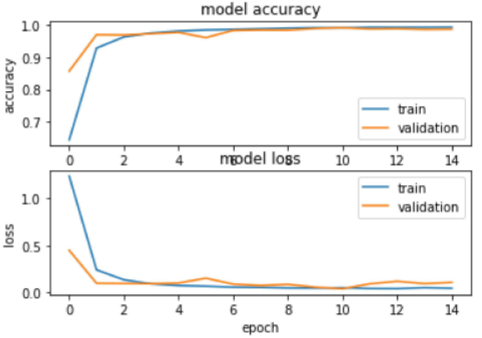 model accuracy
accuracy
1.0
0.9
0.8
0.7
train
validation
0 2 4 6 8 10 12 14
model loss
loss
1.0
0.5
0.0
train
validation
0 2 4 6 8 10 12 14
epoch